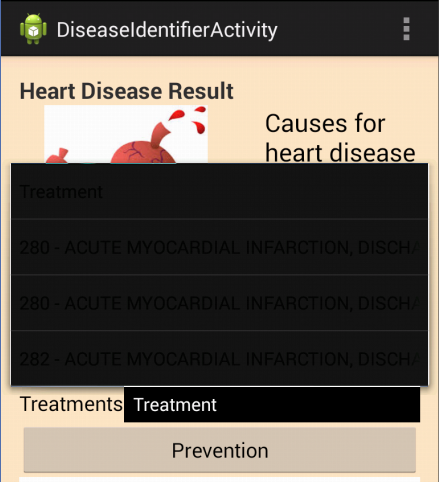 DiseaseIdentifierActivity
Heart Disease Result
Causes for
heart disease
Treatment
280 - ACUTE MYOCARDIAL INFARCTION, DISCHA
280 - ACUTE MYOCARDIAL INFARCTION, DISCHA
282 - ACUTE MYOCARDIAL INFARCTION, DISCHA
Treatments Treatment
Prevention